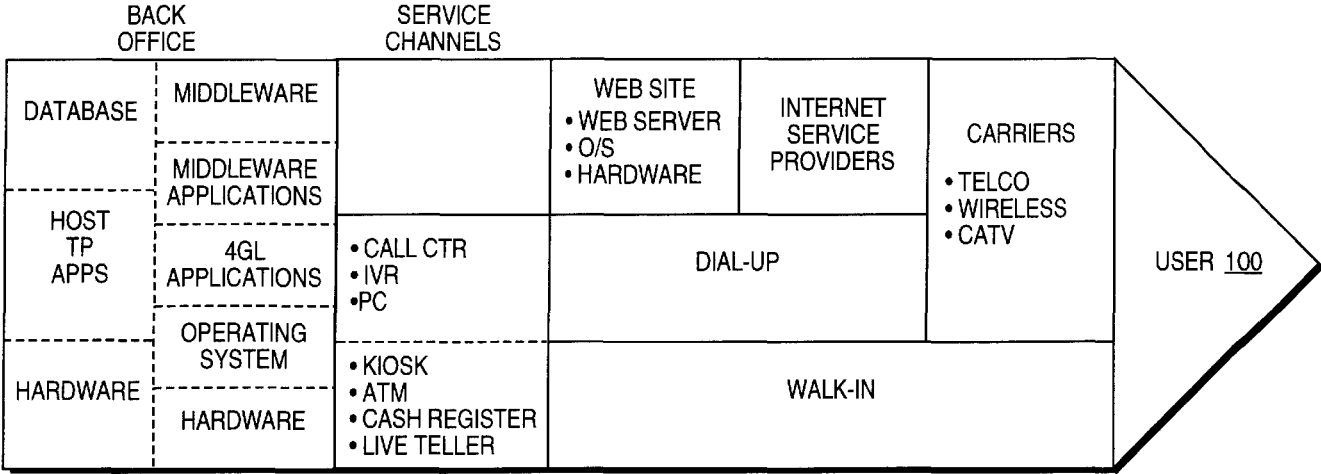 BACK
OFFICE
SERVICE
CHANNELS
DATABASE
HOST
TP
APPS
HARDWARE
MIDDLEWARE
MIDDLEWARE
APPLICATIONS
4GL
APPLICATIONS
OPERATING
SYSTEM
HARDWARE
• CALL CTR
• IVR
•PC
• KIOSK
• ATM
• CASH REGISTER
• LIVE TELLER
WEB SITE
• WEB SERVER
• O/S
• HARDWARE
INTERNET
SERVICE
PROVIDERS
DIAL-UP
WALK-IN
CARRIERS
• TELCO
• WIRELESS
• CATV
USER 100